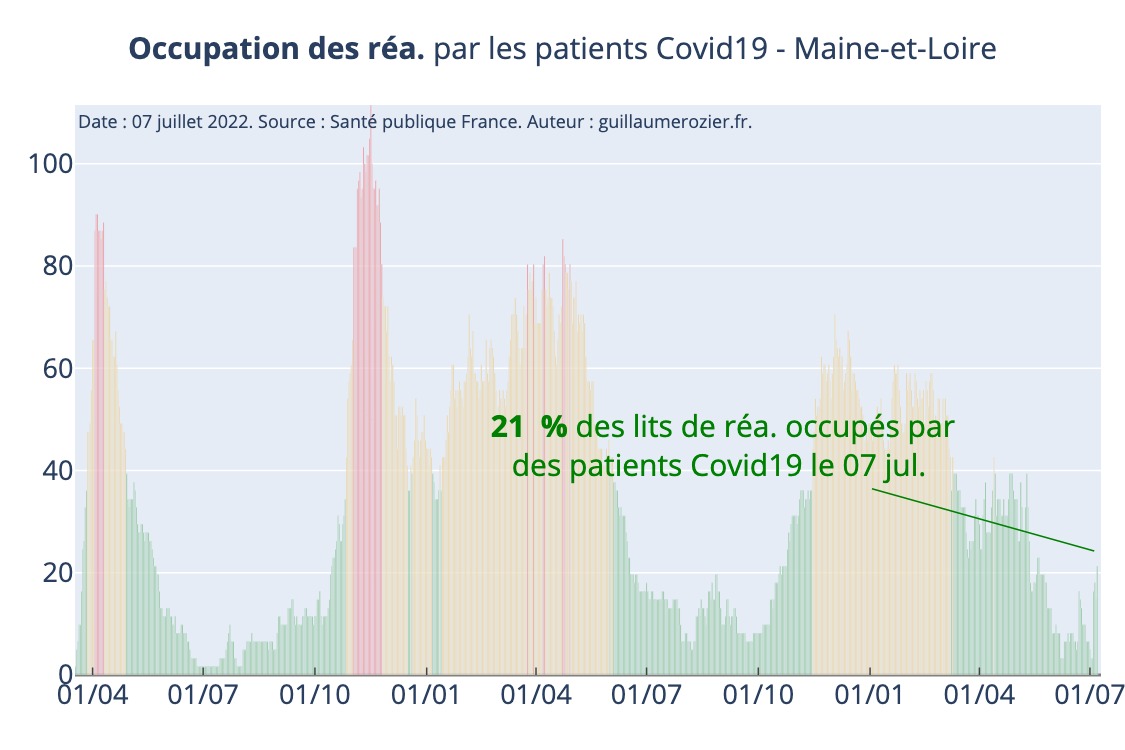 Occupation des réa. par les patients Covid19 - Maine-et-Loire
Date : 07 juillet 2022. Source : Santé publique France. Auteur : guillaumerozier.fr.
100
80
60
21 % des lits de réa. occupés par
des patients Covid19 le 07 jul.
40
20
0
01/04 01/07 01/10 01/01 01/04 01/07 01/10 01/01 01/04 01/07